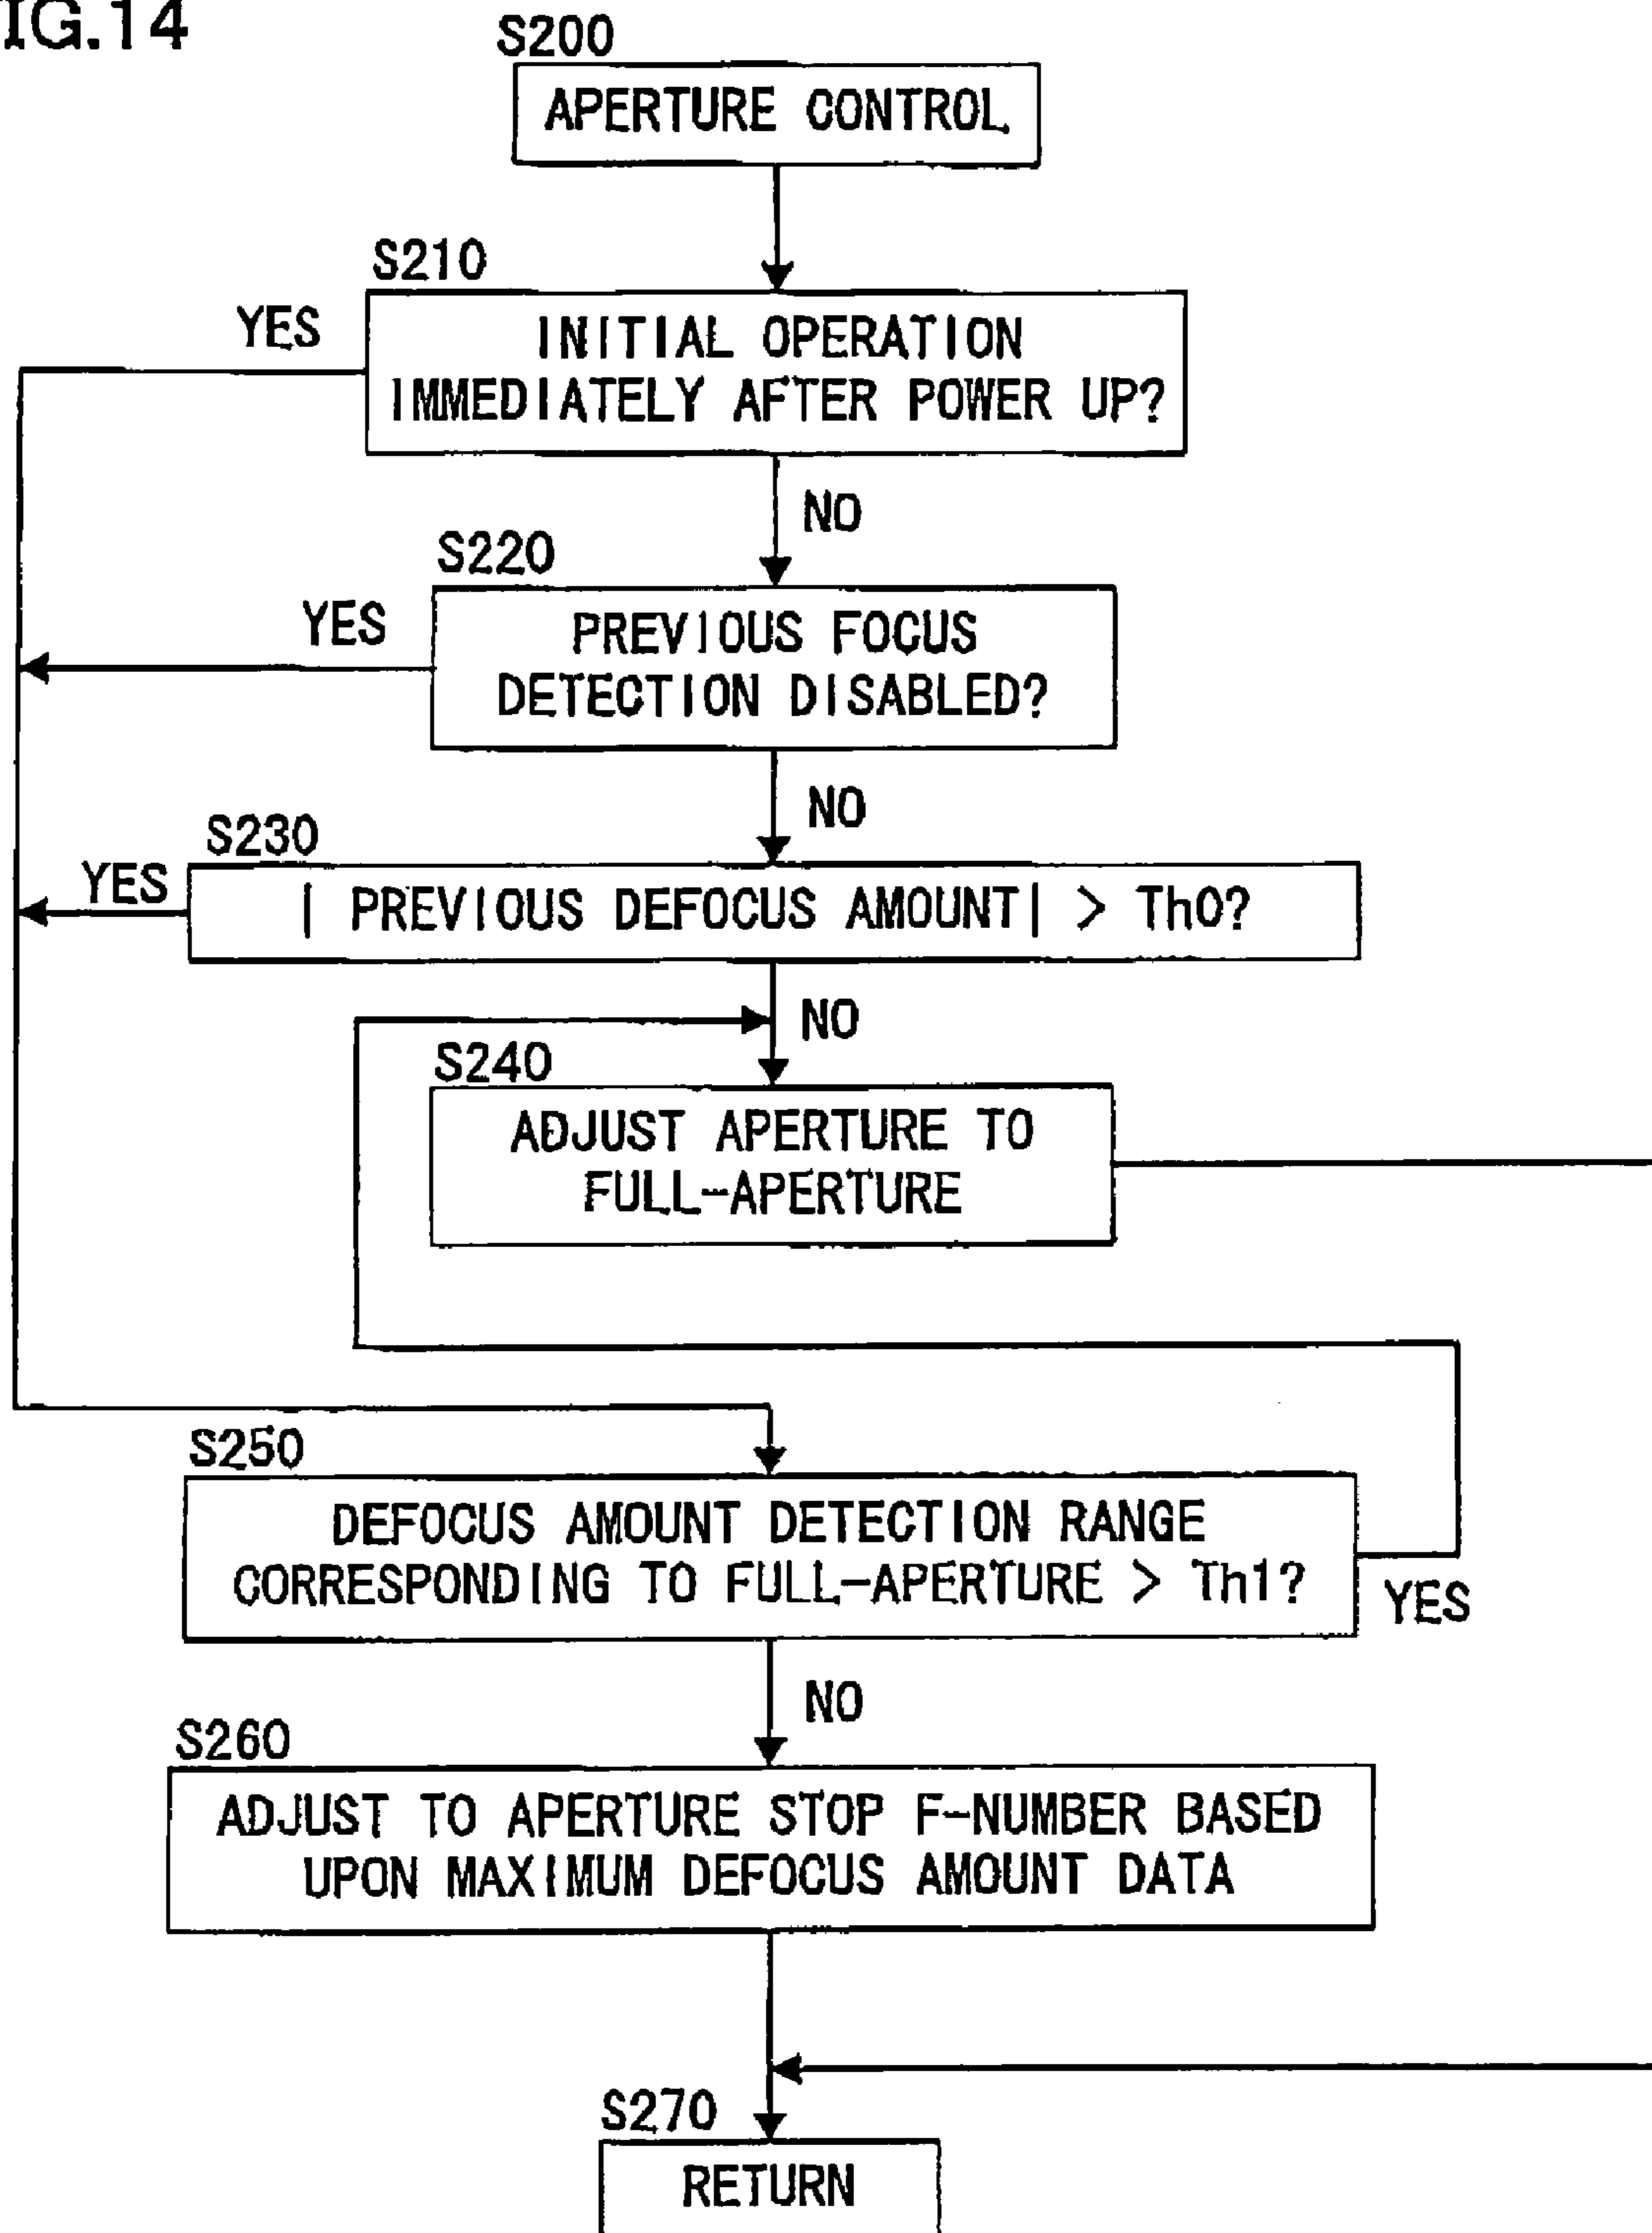 IG.14
S200
APERTURE CONTROL
S210
YES
INITIAL OPERATION
IMMEDIATELY AFTER POWER UP?
NO
S220
YES
PREVIOUS FOCUS
DETECTION DISABLED?
NO
S230
YES
| PREVIOUS DEFOCUS AMOUNT| > Th0?
NO
S240
ADJUST APERTURE TO
FULL-APERTURE
S250
DEFOCUS AMOUNT DETECTION RANGE
CORRESPONDING TO FULL-APERTURE > Th1?
YES
NO
S260
ADJUST TO APERTURE STOP F-NUMBER BASED
UPON MAXIMUM DEFOCUS AMOUNT DATA
S270
RETURN